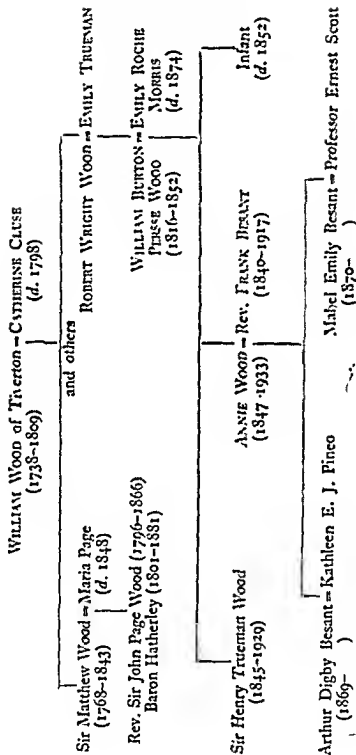 WILLIAM WOOD of Tiverton = CATHERINE CLUSE
(1738–1809) (d. 1798)
and others
Sir Matthew Wood = Maria Page
(1768–1843) (d. 1848)
ROBERT WRIGHT WOOD = EMILY TRUEMAN
Rev. Sir John Page Wood (1796–1866)
Baron Hatherley (1801–1881)
WILLIAM BURTON = EMILY ROCHE
PERSSE WOOD MORRIS
(1816–1852) (d. 1874)
Sir Henry Trueman Wood
(1845–1929)
ANNIE WOOD = Rev. FRANK BESANT
(1847–1933) (1840–1917)
Infant
(d. 1852)
Arthur Digby Besant = Kathleen E. J. Pineo
(1869– )
Mabel Emily Besant = Professor Ernest Scott
(1870– )